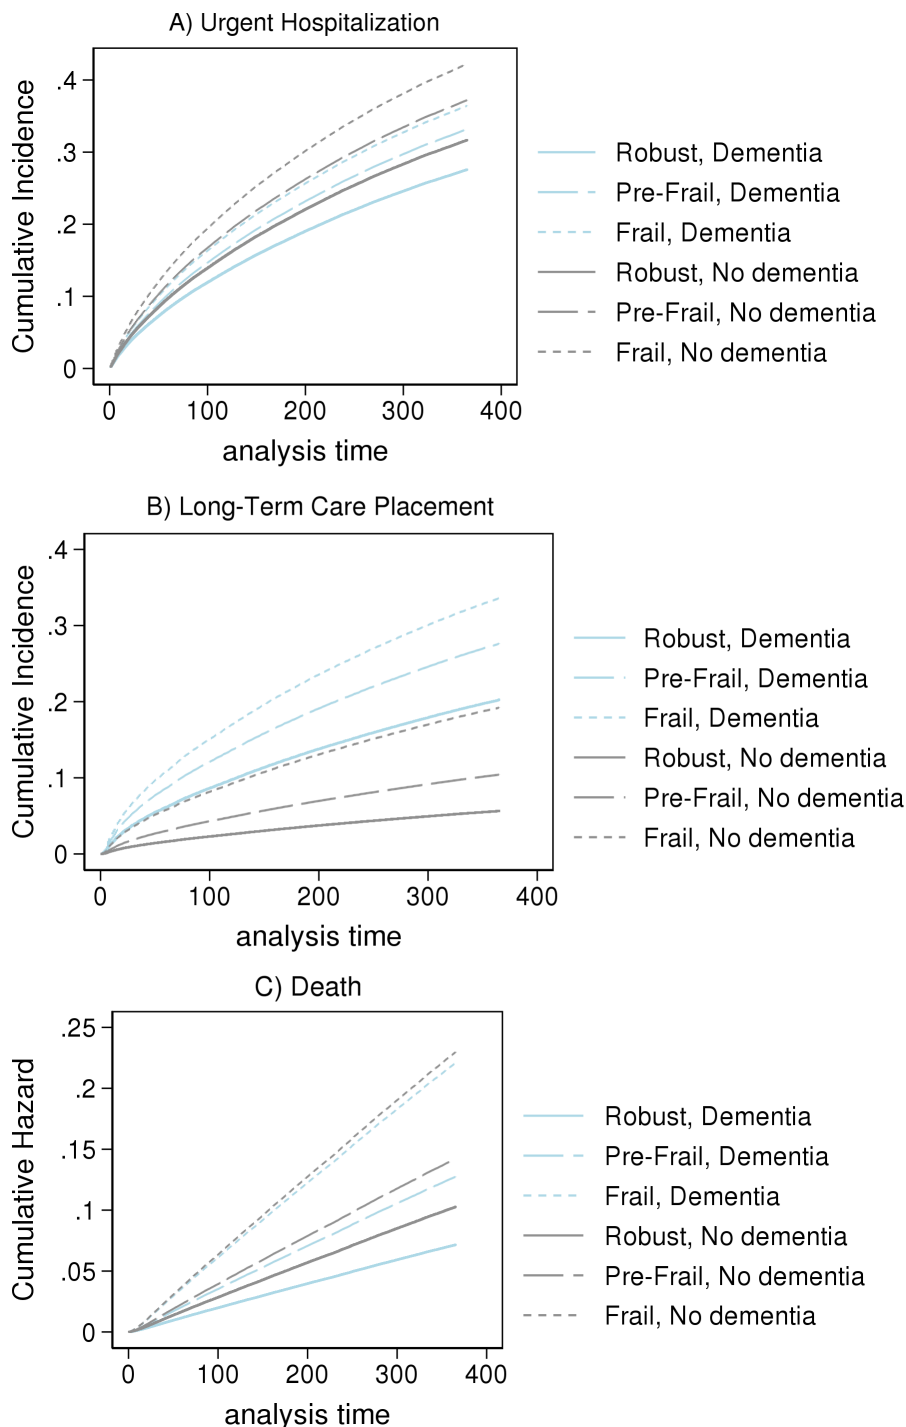 A) Urgent Hospitalization
Cumulative Incidence
.4
.3
.2
.1
0
0 100 200 300 400
analysis time
Robust, Dementia
Pre-Frail, Dementia
Frail, Dementia
Robust, No dementia
Pre-Frail, No dementia
Frail, No dementia
B) Long-Term Care Placement
Cumulative Incidence
.4
.3
.2
.1
0
0 100 200 300 400
analysis time
Robust, Dementia
Pre-Frail, Dementia
Frail, Dementia
Robust, No dementia
Pre-Frail, No dementia
Frail, No dementia
C) Death
Cumulative Hazard
.25
.2
.15
.1
.05
0
0 100 200 300 400
analysis time
Robust, Dementia
Pre-Frail, Dementia
Frail, Dementia
Robust, No dementia
Pre-Frail, No dementia
Frail, No dementia